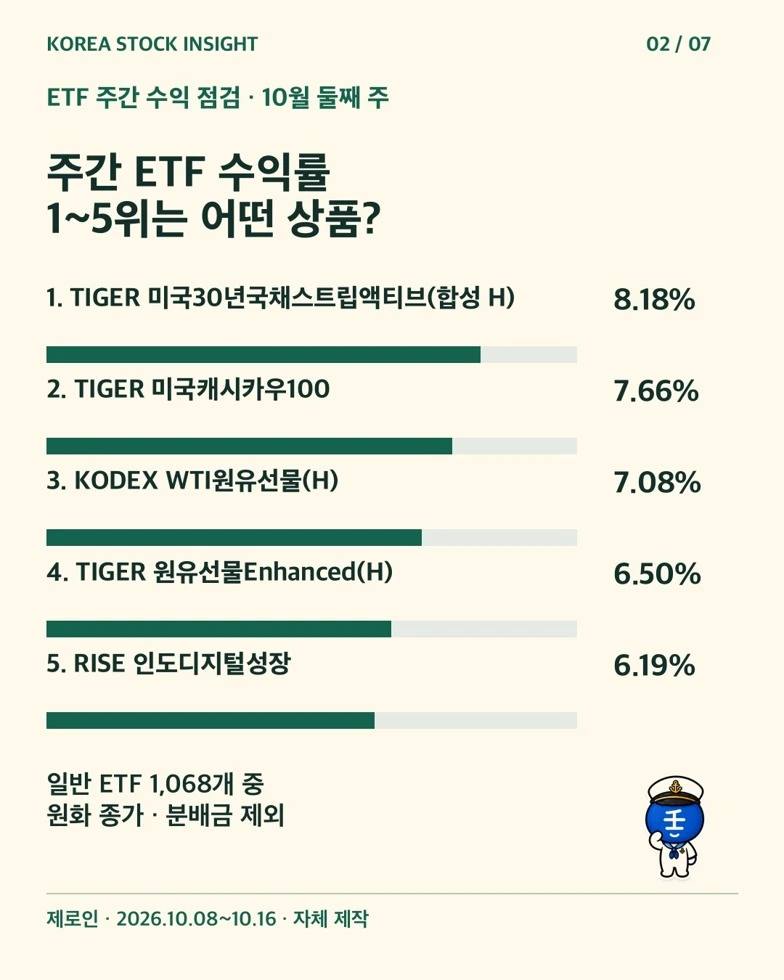 KOREA STOCK INSIGHT
02 / 07
ETF 주간 수익 점검 · 10월 둘째 주
주간 ETF 수익률
1~5위는 어떤 상품?
1. TIGER 미국30년국채스트립액티브(합성 H)
8.18%
2. TIGER 미국캐시카우100
7.66%
3. KODEX WTI원유선물(H)
7.08%
4. TIGER 원유선물Enhanced(H)
6.50%
5. RISE 인도디지털성장
6.19%
일반 ETF 1,068개 중
원화 종가 · 분배금 제외
제로인 · 2026.10.08~10.16 · 자체 제작